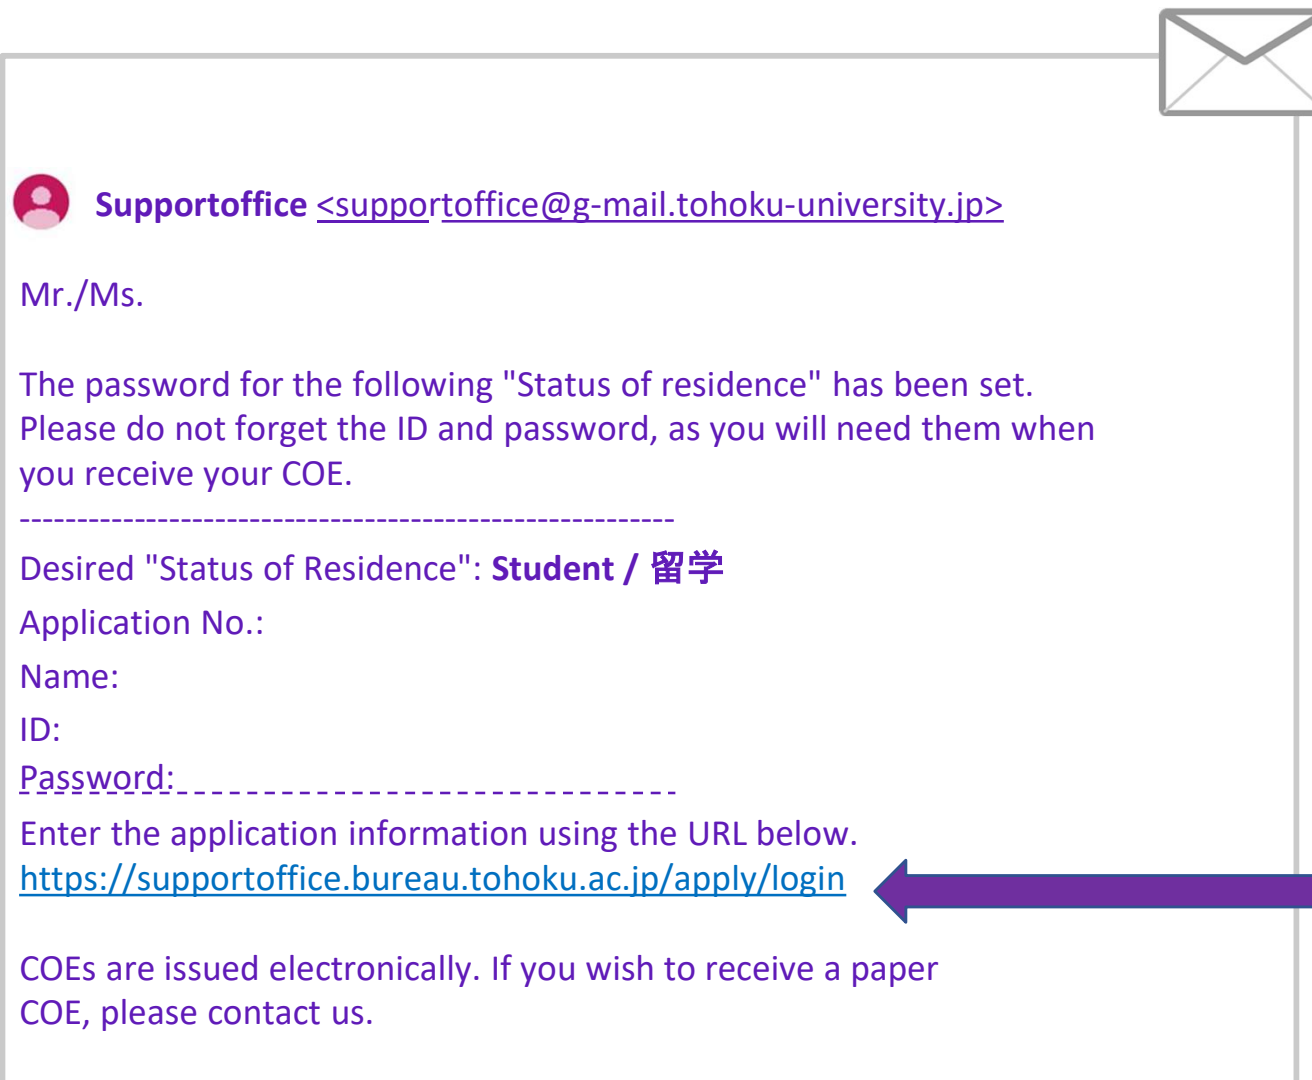 Supportoffice <supportoffice@g-mail.tohoku-university.jp>
Mr./Ms.
The password for the following "Status of residence" has been set.
Please do not forget the ID and password, as you will need them when
you receive your COE.
---------------------------------------------------------
Desired "Status of Residence": Student / 留学
Application No.:
Name:
ID:
Password:
Enter the application information using the URL below.
https://supportoffice.bureau.tohoku.ac.jp/apply/login
COEs are issued electronically. If you wish to receive a paper
COE, please contact us.